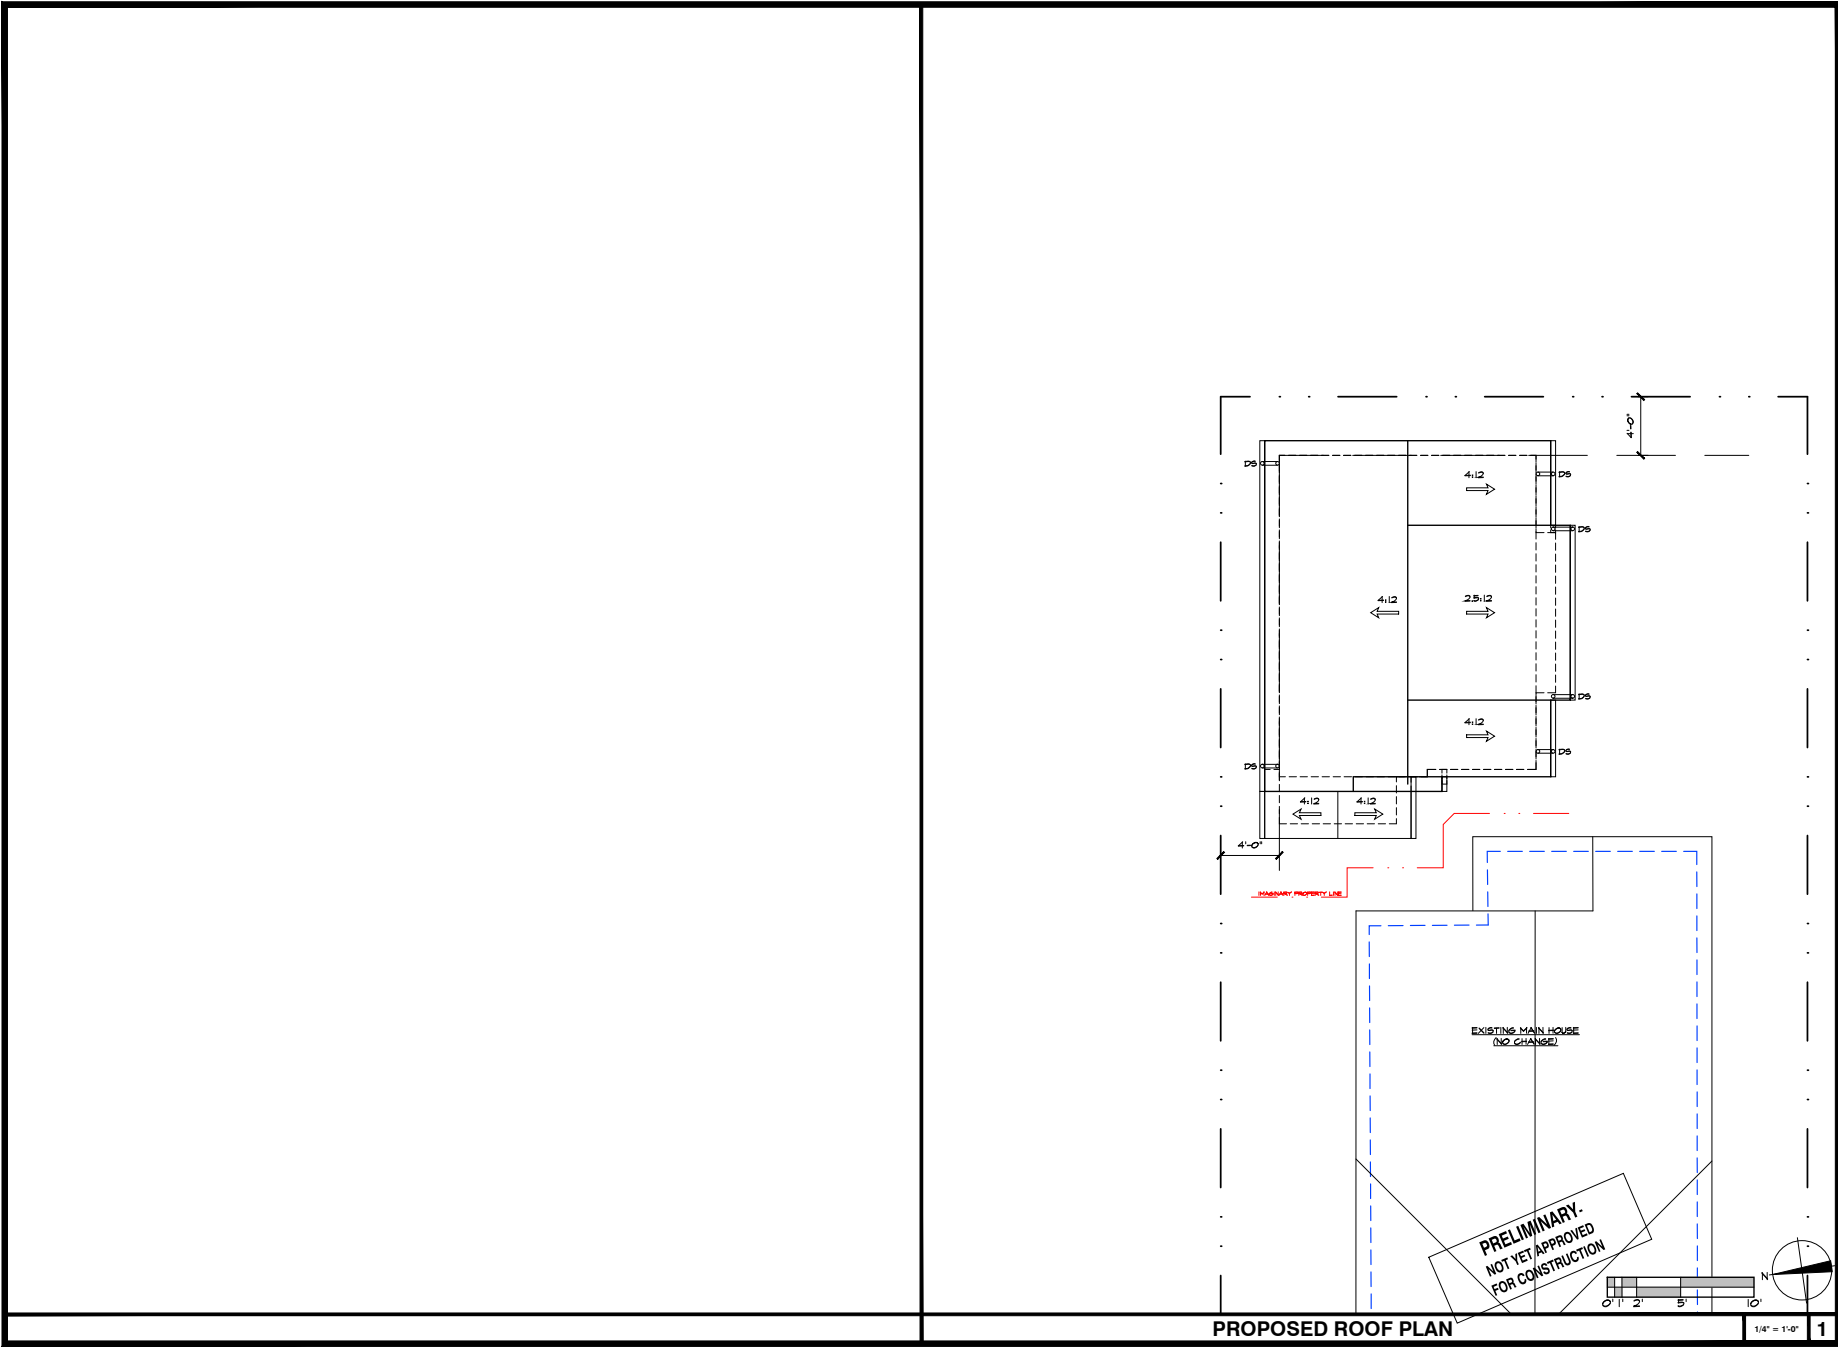 4'-0"
DS
4:12
DS
DS
4:12
2.5:12
DS
4:12
DS
DS
4:12
4:12
4'-0"
IMAGINARY PROPERTY LINE
EXISTING MAIN HOUSE
(NO CHANGE)
PRELIMINARY-
NOT YET APPROVED
FOR CONSTRUCTION
N
0' 1' 2' 5' 10'
PROPOSED ROOF PLAN
1/4" = 1'-0"
1